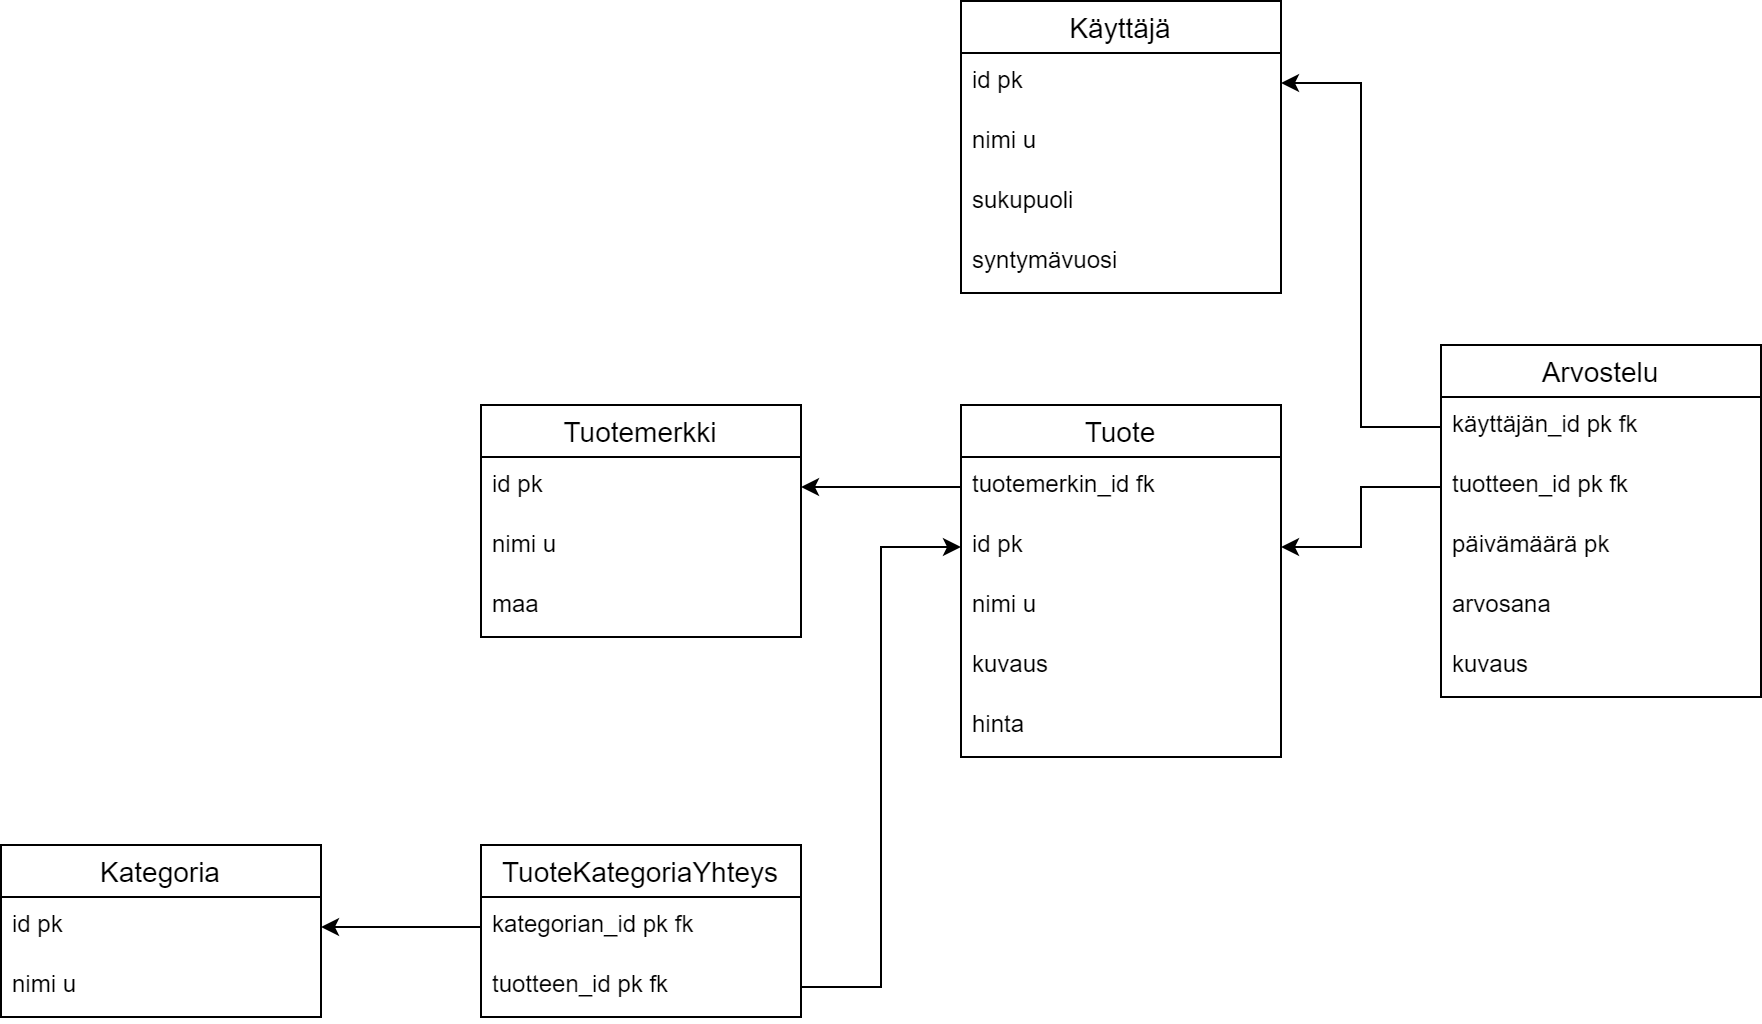 Käyttäjä
id pk
nimi u
sukupuoli
syntymävuosi
Arvostelu
käyttäjän_id pk fk
tuotteen_id pk fk
päivämäärä pk
arvosana
kuvaus
Tuotemerkki
id pk
nimi u
maa
Tuote
tuotemerkin_id fk
id pk
nimi u
kuvaus
hinta
Kategoria
id pk
nimi u
TuoteKategoriaYhteys
kategorian_id pk fk
tuotteen_id pk fk